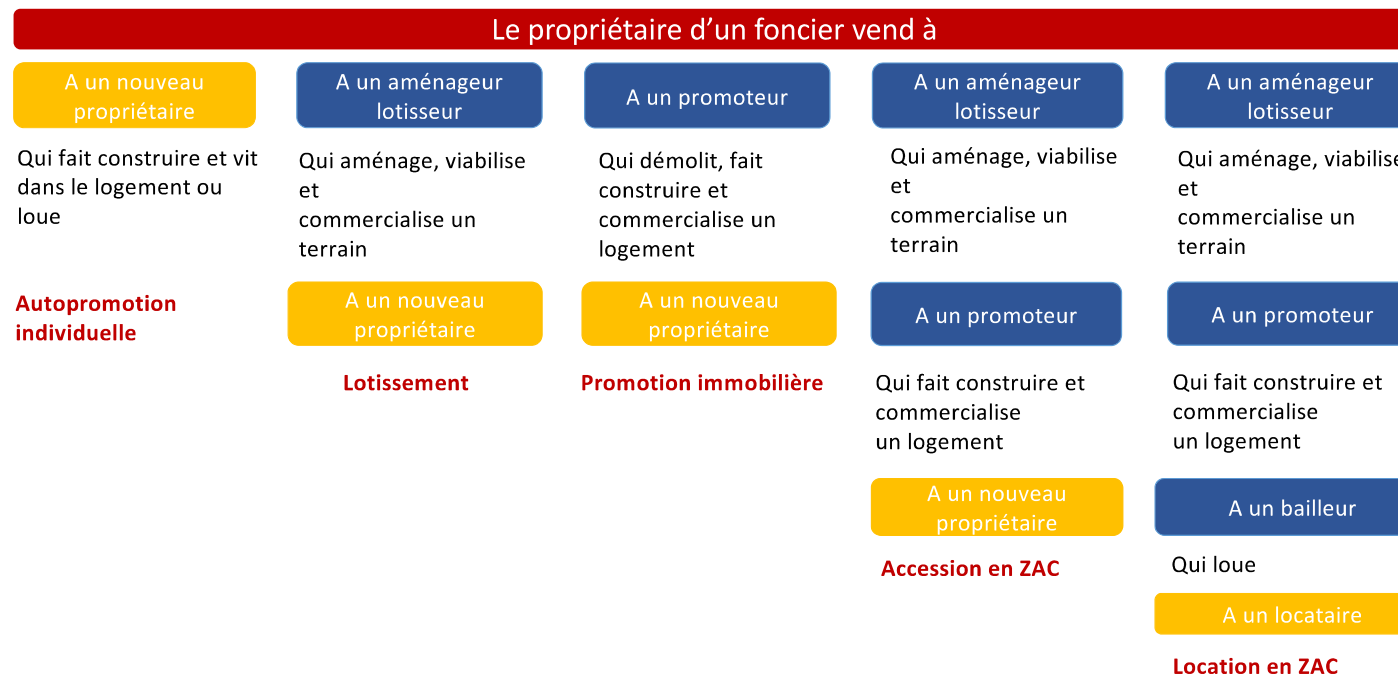 Le propriétaire d’un foncier vend à
A un nouveau
propriétaire
Qui fait construire et vit
dans le logement ou
loue
Autopromotion
individuelle
A un aménageur
lotisseur
Qui aménage, viabilise
et
commercialise un
terrain
A un nouveau
propriétaire
Lotissement
A un promoteur
Qui démolit, fait
construire et
commercialise un
logement
A un nouveau
propriétaire
Promotion immobilière
A un aménageur
lotisseur
Qui aménage, viabilise
et
commercialise un
terrain
A un promoteur
Qui fait construire et
commercialise
un logement
A un nouveau
propriétaire
Accession en ZAC
A un aménageur
lotisseur
Qui aménage, viabilise
et
commercialise un
terrain
A un promoteur
Qui fait construire et
commercialise
un logement
A un bailleur
Qui loue
A un locataire
Location en ZAC